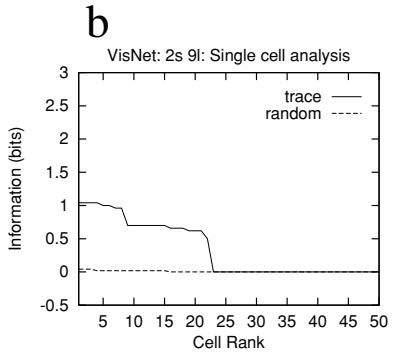 b
VisNet: 2s 9l: Single cell analysis
3
2.5
2
1.5
1
0.5
0
-0.5
Information (bits)
trace
random
5 10 15 20 25 30 35 40 45 50
Cell Rank